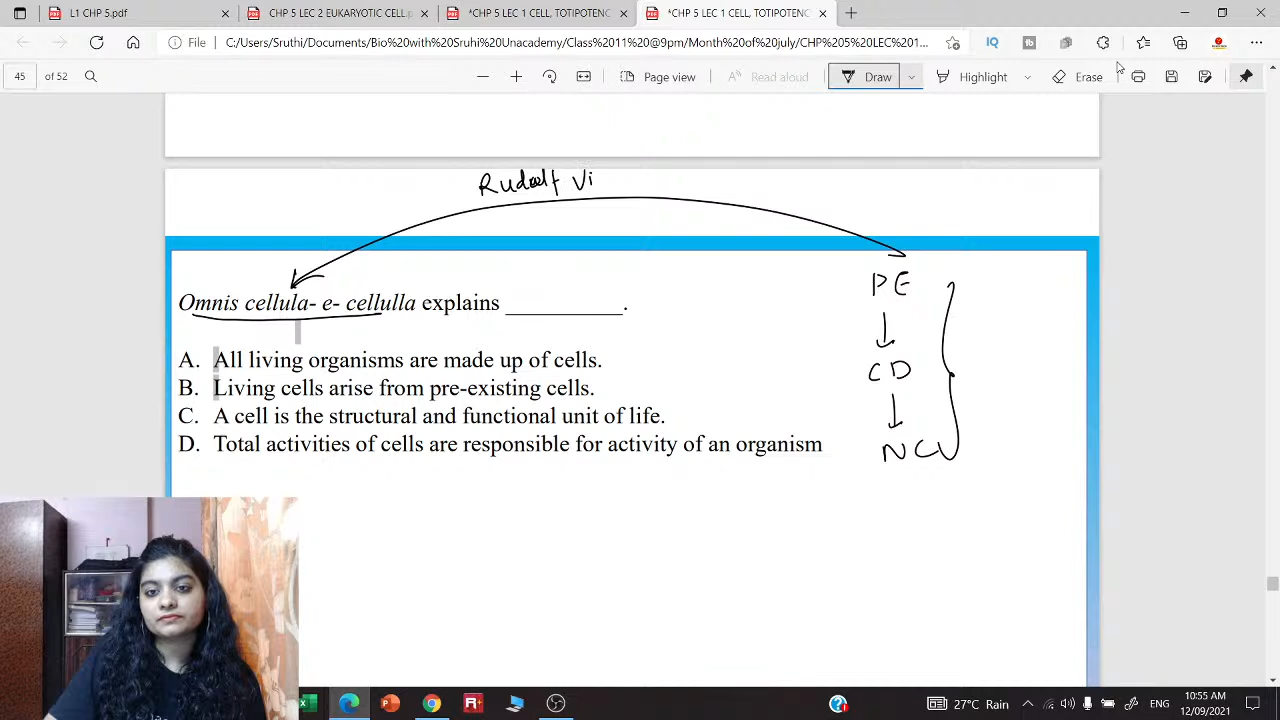 L1 CHP 5.pdf
CHP 5 LEC 2 EUKARYOTIC CELL.p
*CHP 5 LEC 1 CELL, TOTIPOTENC
*CHP 5 LEC 1 CELL, TOTIPOTENC
File
C:/Users/Sruthi/Documents/Bio%20with%20Sruhi%20Unacademy/Class%2011%20@9pm/Month%20of%20july/CHP%205%20LEC%201...
IQ
45 of 52
Page view
Read aloud
Draw
Highlight
Erase
Rudolf Vi
Omnis cellula- e- cellulla explains ___________.
A. All living organisms are made up of cells.
B. Living cells arise from pre-existing cells.
C. A cell is the structural and functional unit of life.
D. Total activities of cells are responsible for activity of an organism
PE
CD
NCV
27°C Rain
ENG
10:55 AM
12/09/2021